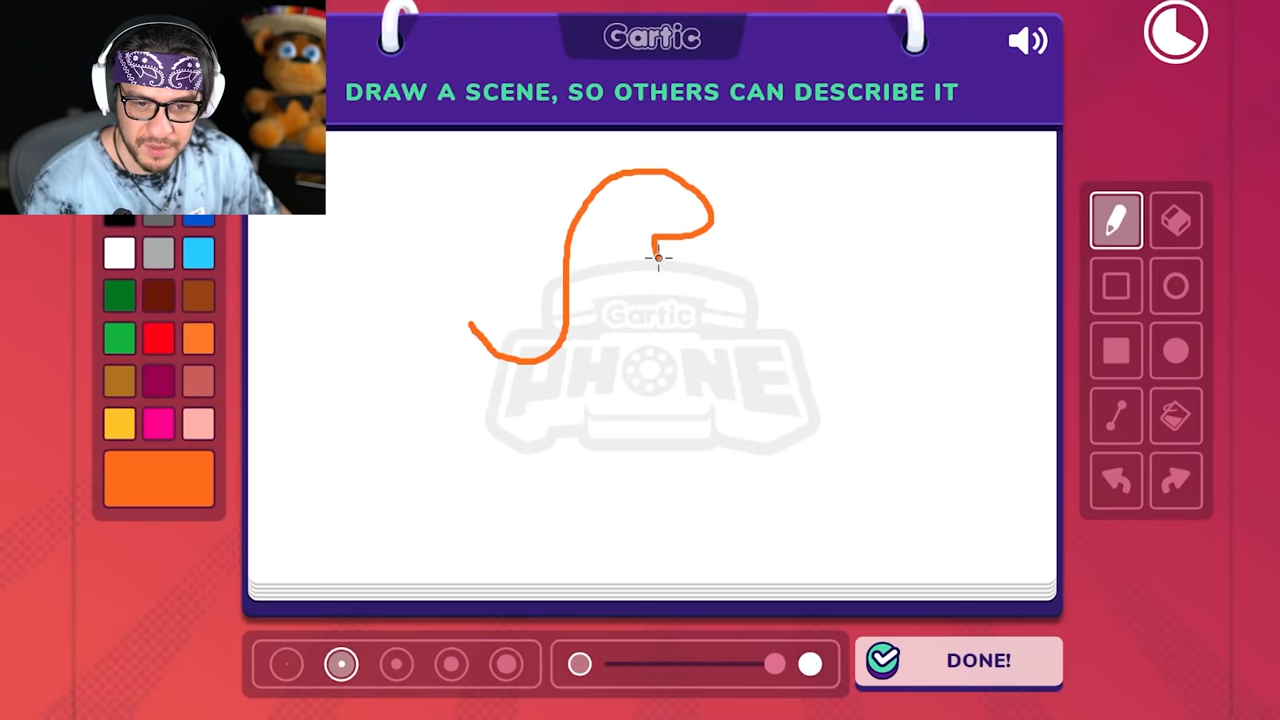 Gartic
DRAW A SCENE, SO OTHERS CAN DESCRIBE IT
Gartic
PHONE
DONE!